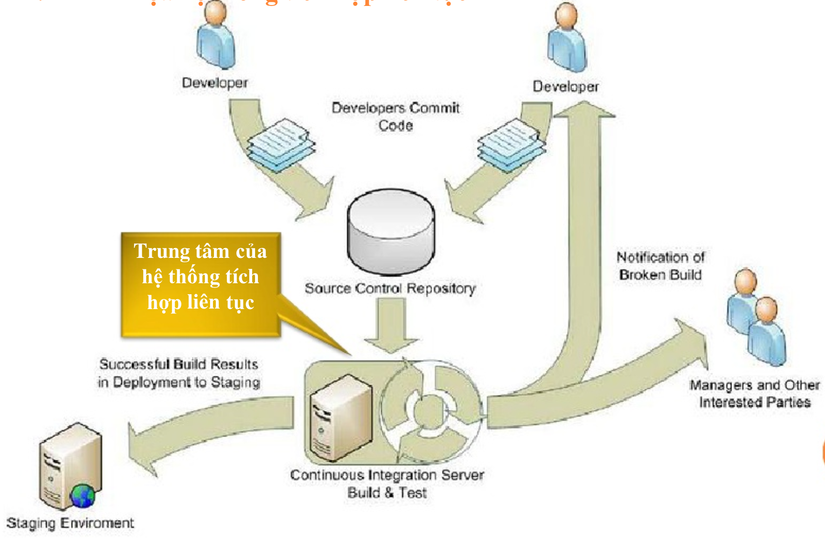 Developer
Developer
Developers Commit
Code
Trung tâm của
hệ thống tích
hợp liên tục
Source Control Repository
Notification of
Broken Build
Successful Build Results
in Deployment to Staging
Managers and Other
Interested Parties
Continuous Integration Server
Build & Test
Staging Enviroment